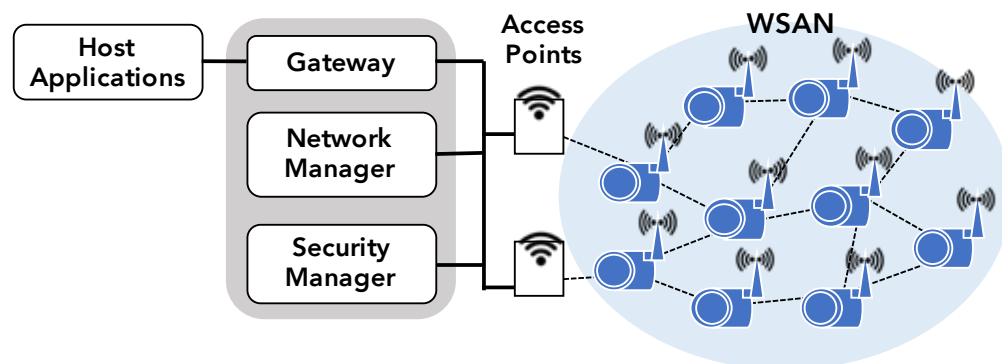 Host
Applications
Gateway
Network
Manager
Security
Manager
Access
Points
WSAN